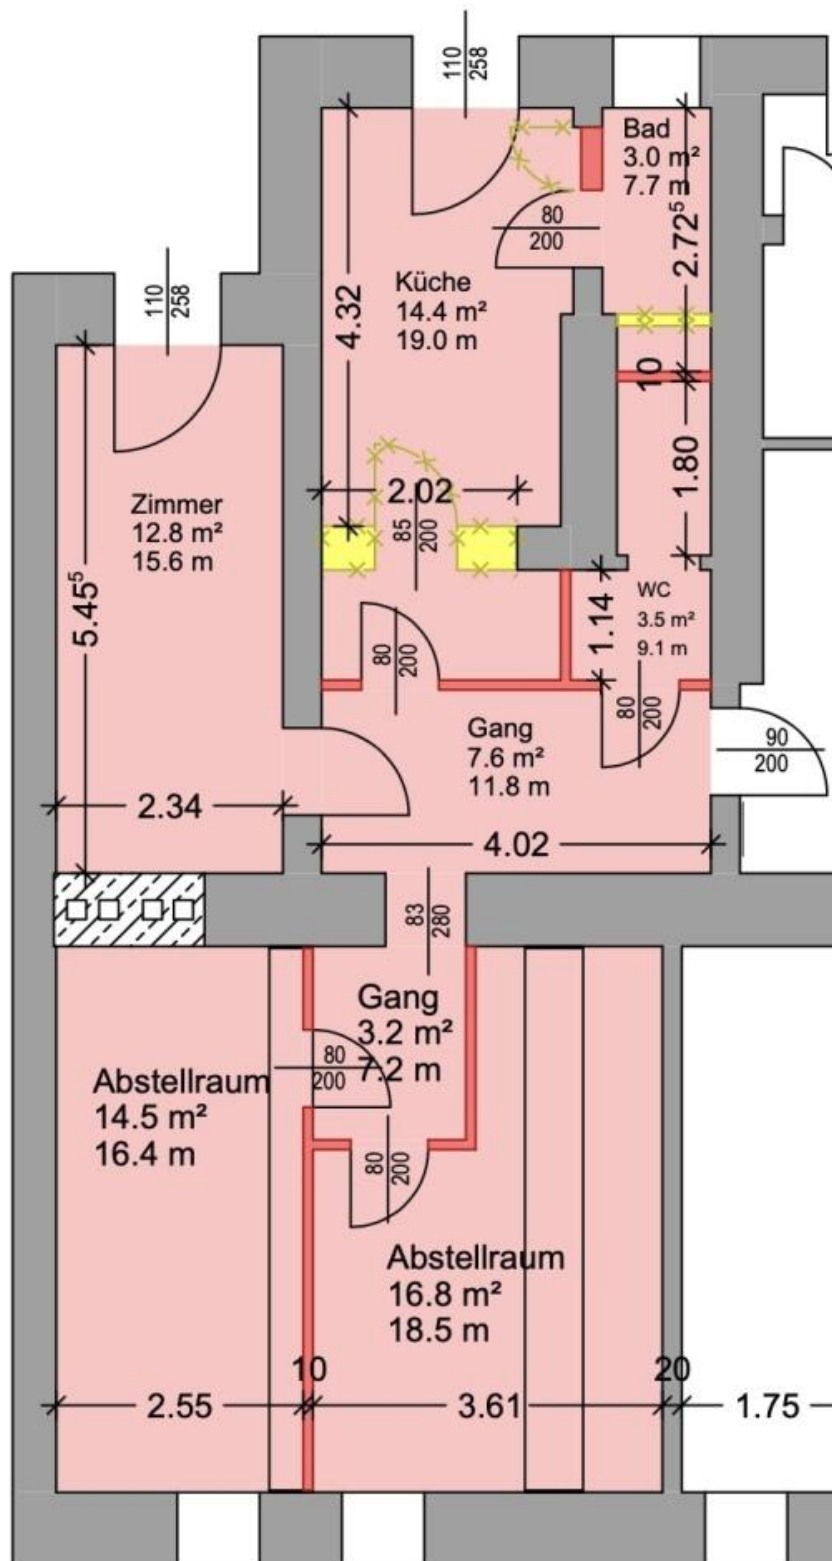 110
258
Bad
3.0 m²
7.7 m
80
200
2.72⁵
Küche
14.4 m²
19.0 m
4.32
110
258
10
1.80
2.02
85
200
Zimmer
12.8 m²
15.6 m
5.45⁵
1.14
WC
3.5 m²
9.1 m
80
200
80
200
Gang
7.6 m²
11.8 m
90
200
2.34
4.02
83
280
Gang
3.2 m²
7.2 m
80
200
Abstellraum
14.5 m²
16.4 m
80
200
Abstellraum
16.8 m²
18.5 m
10
20
2.55
3.61
1.75